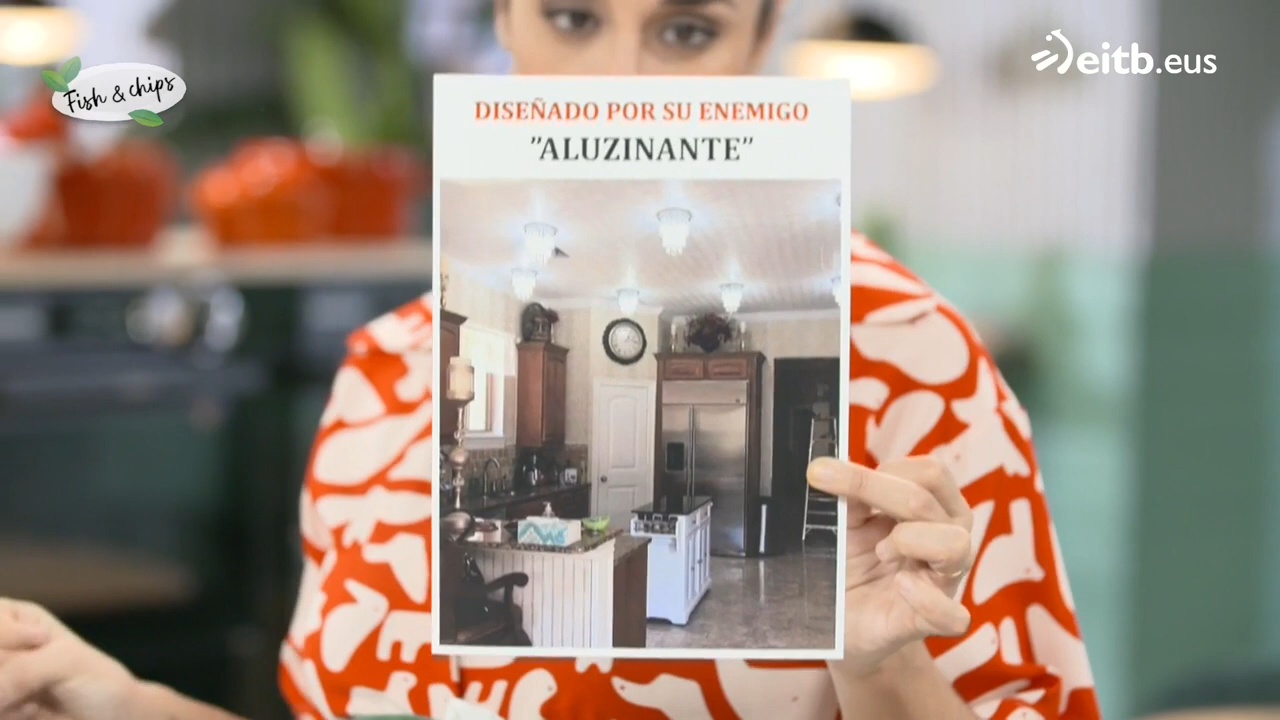 Fish & chips
eitb.eus
DISEÑADO POR SU ENEMIGO
”ALUZINANTE”